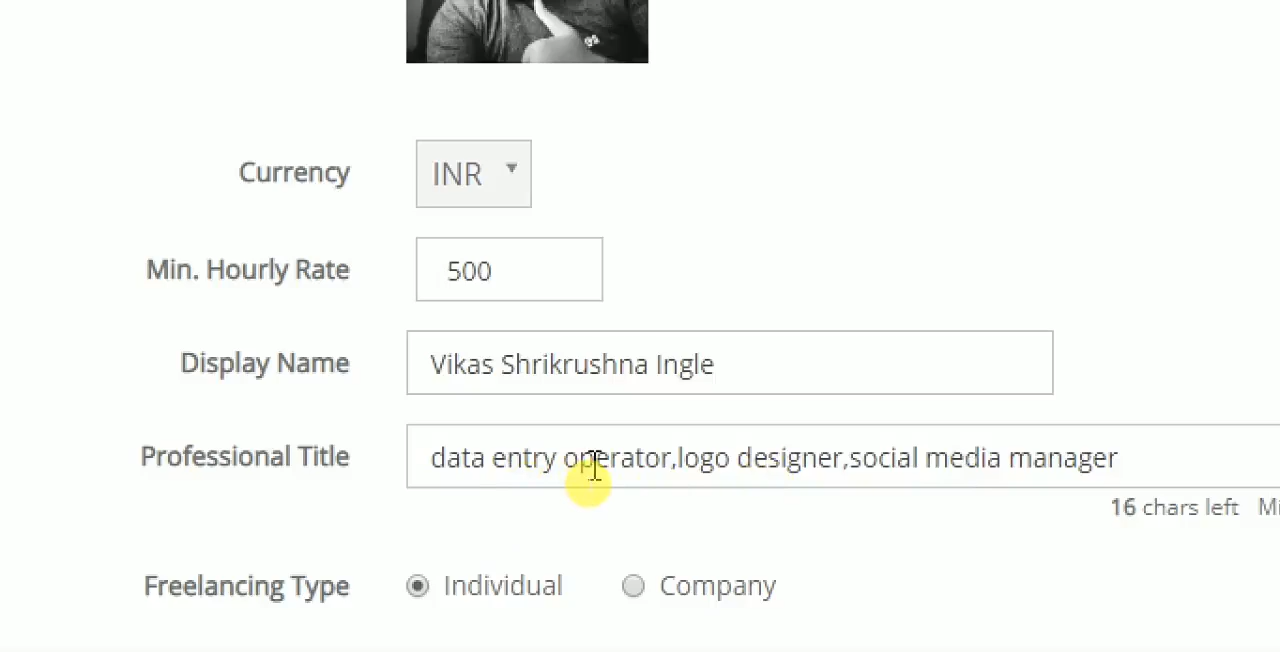 Currency INR
Min. Hourly Rate 500
Display Name Vikas Shrikrushna Ingle
Professional Title data entry operator,logo designer,social media manager
16 chars left
Freelancing Type Individual Company